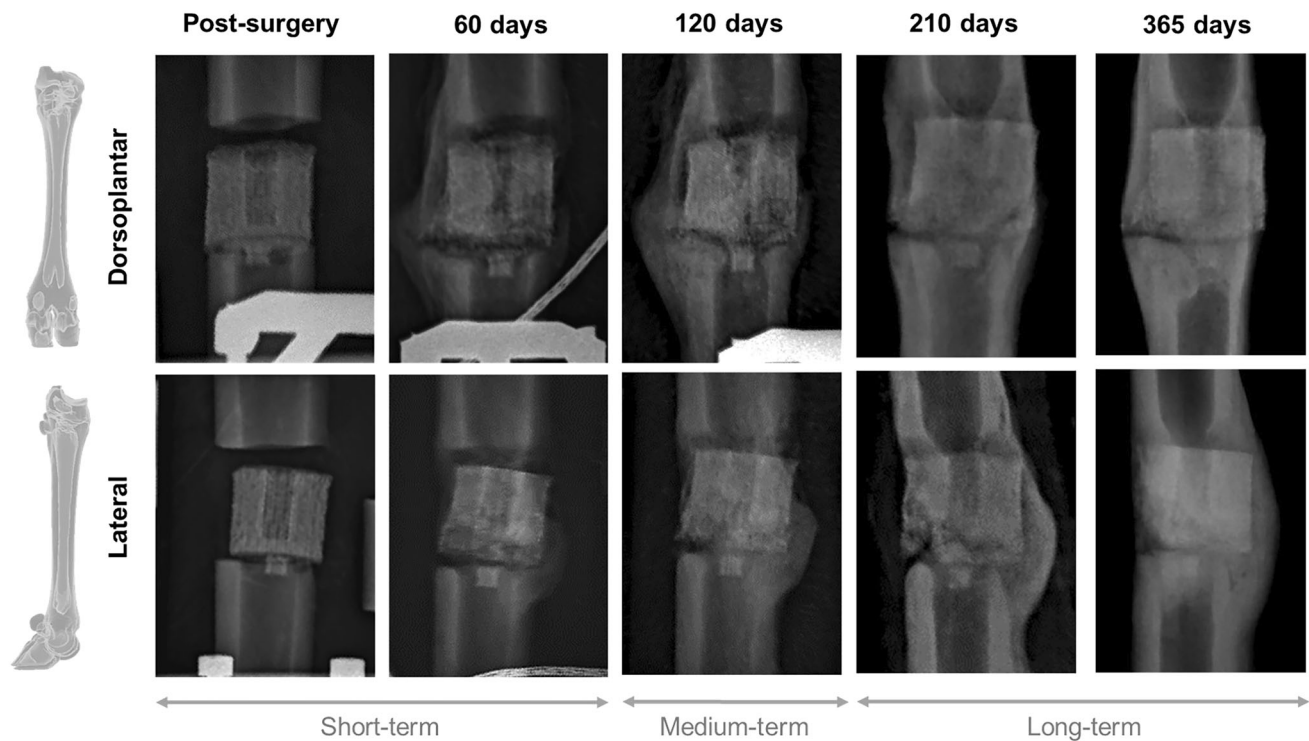 Post-surgery 60 days 120 days 210 days 365 days
Dorsoplantar
Lateral
Short-term Medium-term Long-term